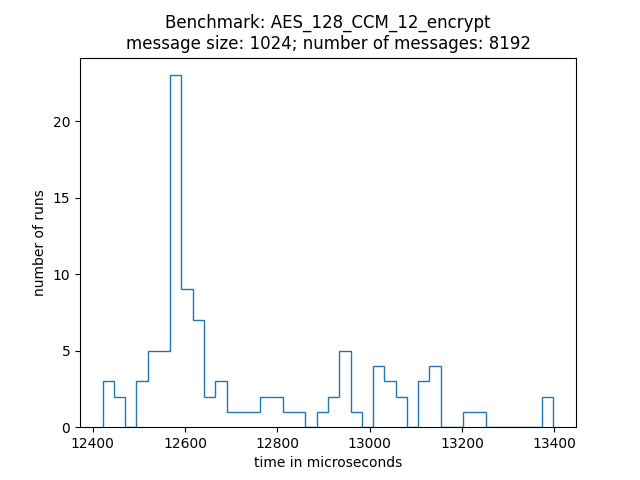 Benchmark: AES_128_CCM_12_encrypt
message size: 1024; number of messages: 8192
number of runs
20
15
10
5
0
12400 12600 12800 13000 13200 13400
time in microseconds